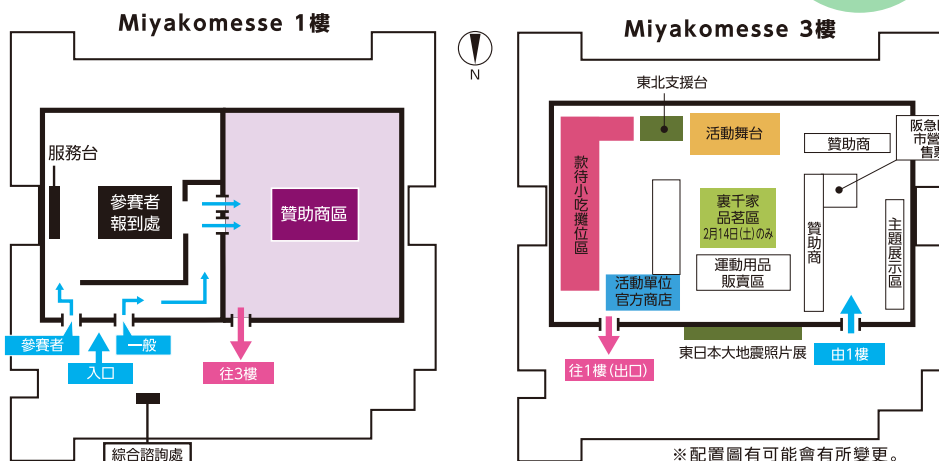 Miyakomesse 1樓
N
服務台
參賽者
報到處
贊助商區
參賽者
一般
入口
往3樓
綜合諮詢處
Miyakomesse 3樓
東北支援台
活動舞台
贊助商
阪急
市營
售票
款待小吃攤位區
裏千家
品茗區
2月14日(土)のみ
運動用品
販賣區
贊助商
主題展示區
活動單位
官方商店
往1樓(出口)
東日本大地震照片展
由1樓
※配置圖有可能會有所變更。